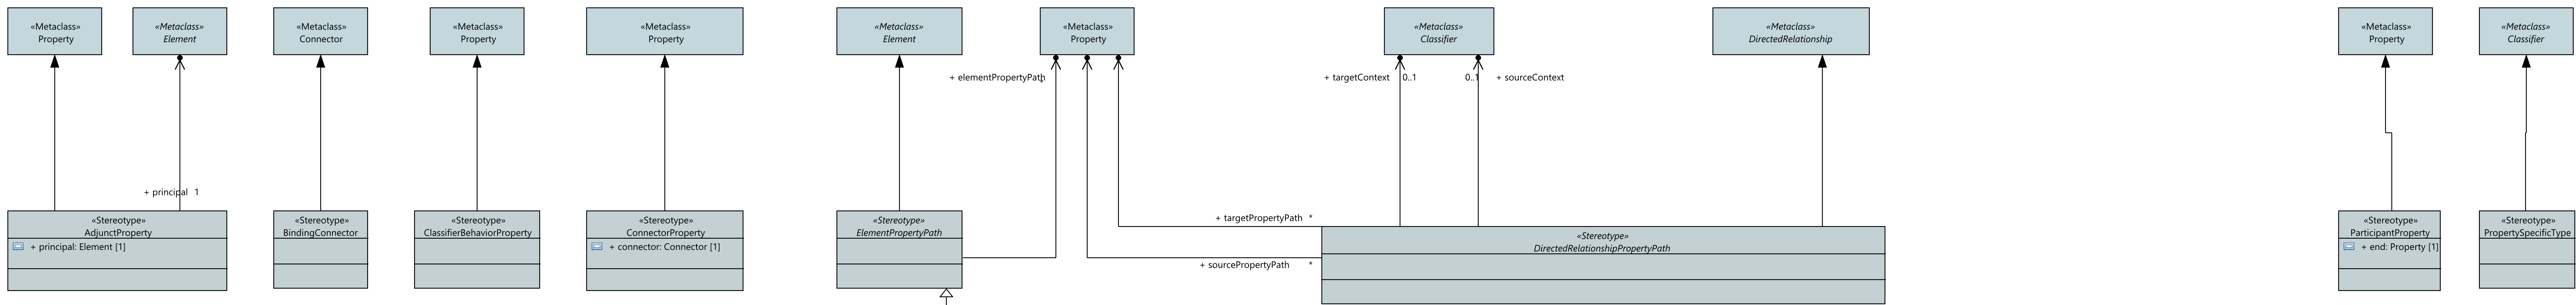 «Metaclass»
Property
«Metaclass»
Element
«Metaclass»
Connector
«Metaclass»
Property
«Metaclass»
Property
«Metaclass»
Element
«Metaclass»
Property
«Metaclass»
Classifier
«Metaclass»
DirectedRelationship
«Metaclass»
Property
«Metaclass»
Classifier
+ elementPropertyPath
+ targetContext
0..1
0..1
+ sourceContext
+ principal 1
+ targetPropertyPath *
+ sourcePropertyPath *
«Stereotype»
AdjunctProperty
+ principal: Element [1]
«Stereotype»
BindingConnector
«Stereotype»
ClassifierBehaviorProperty
«Stereotype»
ConnectorProperty
+ connector: Connector [1]
«Stereotype»
ElementPropertyPath
«Stereotype»
DirectedRelationshipPropertyPath
«Stereotype»
ParticipantProperty
+ end: Property [1]
«Stereotype»
PropertySpecificType